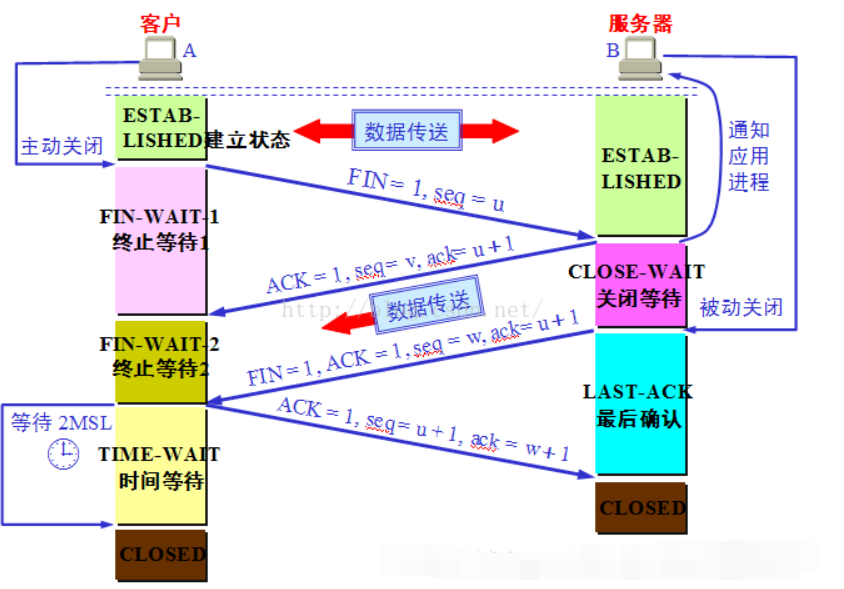 客户
服务器
A
B
ESTAB-
LISHED建立状态
数据传送
主动关闭
通知
应用
进程
ESTAB-
LISHED
FIN = 1, seq = u
FIN-WAIT-1
终止等待1
ACK = 1, seq= v, ack= u + 1
CLOSE-WAIT
关闭等待
数据传送
被动关闭
FIN-WAIT-2
终止等待2
FIN=1, ACK = 1, seq = w, ack= u + 1
LAST-ACK
最后确认
ACK = 1, seq= u + 1, ack = w + 1
等待 2MSL
TIME-WAIT
时间等待
CLOSED
CLOSED